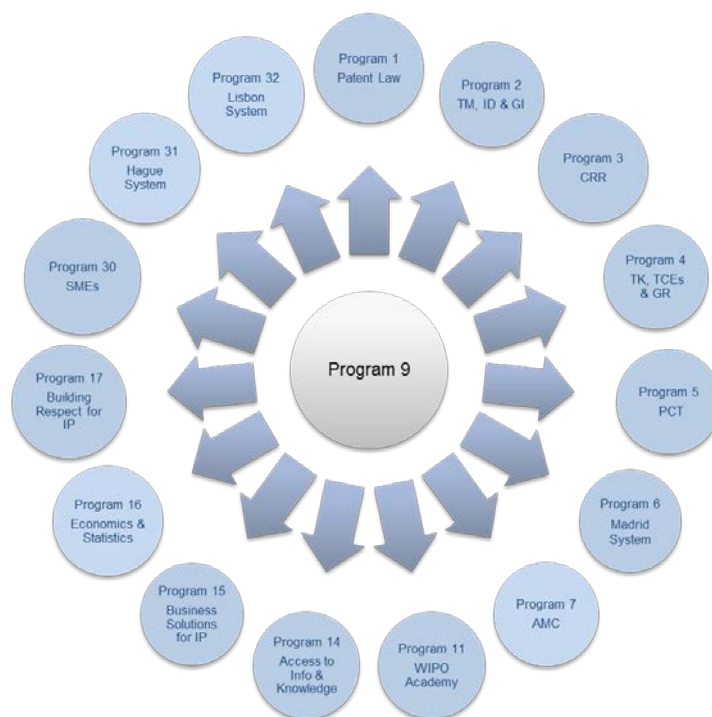 Program 1
Patent Law
Program 2
TM, ID & GI
Program 3
CRR
Program 4
TK, TCEs
& GR
Program 5
PCT
Program 6
Madrid
System
Program 7
AMC
Program 11
WIPO
Academy
Program 14
Access to
Info &
Knowledge
Program 15
Business
Solutions
for IP
Program 16
Economics &
Statistics
Program 17
Building
Respect for
IP
Program 30
SMEs
Program 31
Hague
System
Program 32
Lisbon
System
Program 9